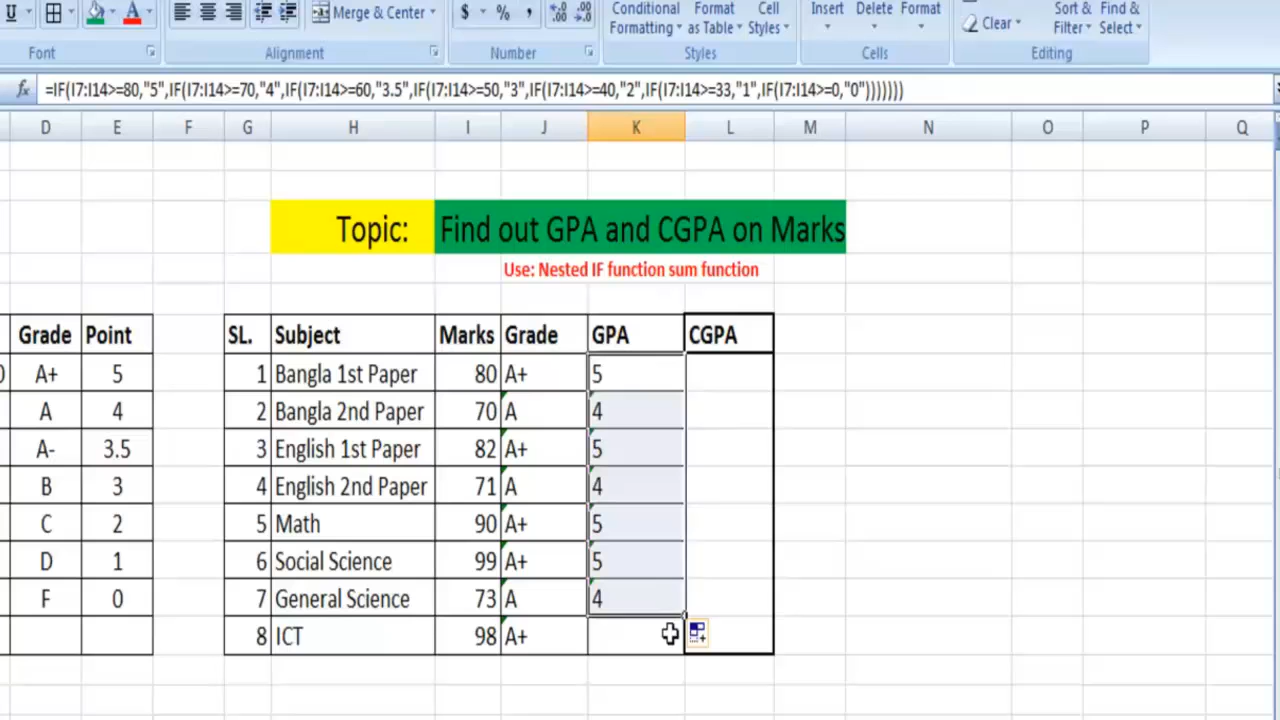 U A Merge & Center $ % , Conditional Formatting Format as Table Cell Styles Insert Delete Format Clear Sort & Filter Find & Select
Font Alignment Number Styles Cells Editing
fx =IF(I7:I14>=80,"5",IF(I7:I14>=70,"4",IF(I7:I14>=60,"3.5",IF(I7:I14>=50,"3",IF(I7:I14>=40,"2",IF(I7:I14>=33,"1",IF(I7:I14>=0,"0")))))))
D E F G H I J K L M N O P Q
Topic: Find out GPA and CGPA on Marks
Use: Nested IF function sum function
Grade Point SL. Subject Marks Grade GPA CGPA
0 A+ 5 1 Bangla 1st Paper 80 A+ 5
A 4 2 Bangla 2nd Paper 70 A 4
A- 3.5 3 English 1st Paper 82 A+ 5
B 3 4 English 2nd Paper 71 A 4
C 2 5 Math 90 A+ 5
D 1 6 Social Science 99 A+ 5
F 0 7 General Science 73 A 4
8 ICT 98 A+